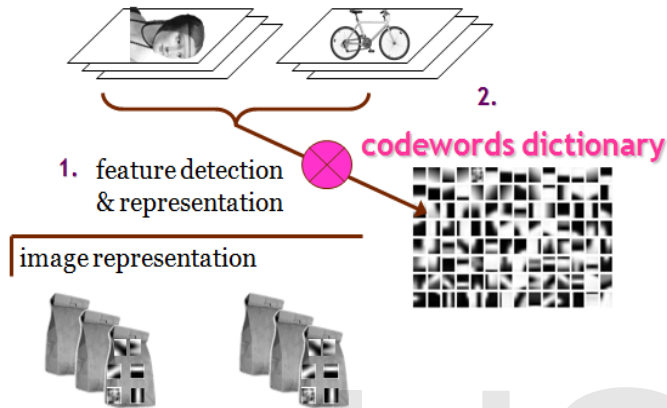 2.
codewords dictionary
1. feature detection
& representation
image representation